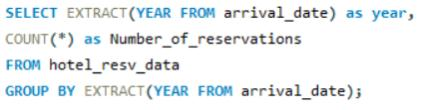 SELECT EXTRACT(YEAR FROM arrival_date) as year,
COUNT(*) as Number_of_reservations
FROM hotel_resv_data
GROUP BY EXTRACT(YEAR FROM arrival_date);